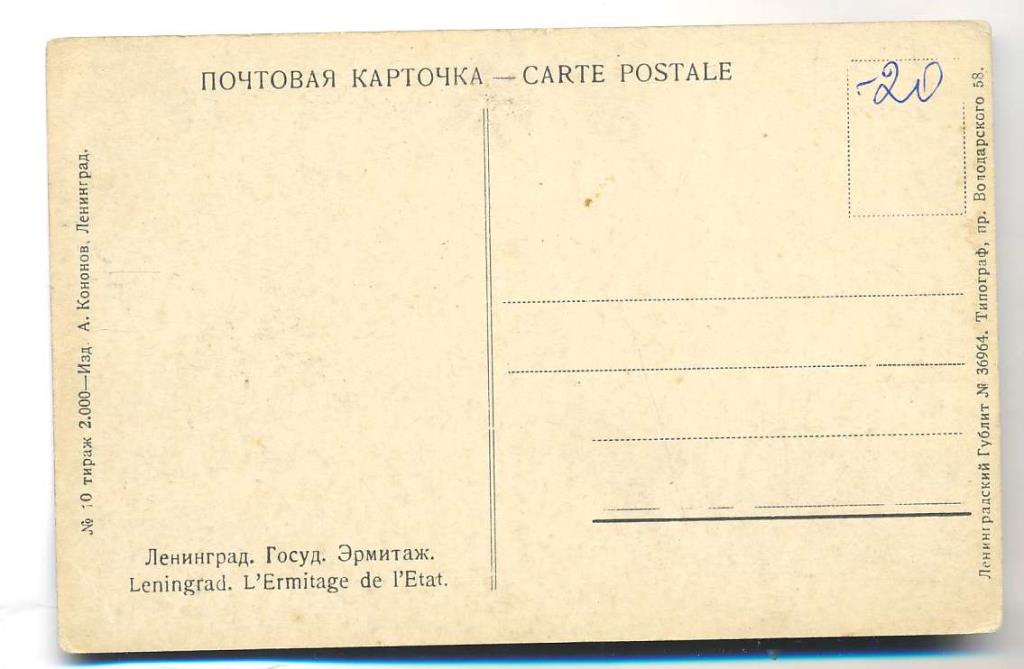 ПОЧТОВАЯ КАРТОЧКА — CARTE POSTALE
-20
№ 10 тираж 2.000—Изд. А. Кононов, Ленинград.
Ленинград. Госуд. Эрмитаж.
Leningrad. L'Ermitage de l'Etat.
Ленинградский Гублит № 36964. Типограф, пр. Володарского 58.